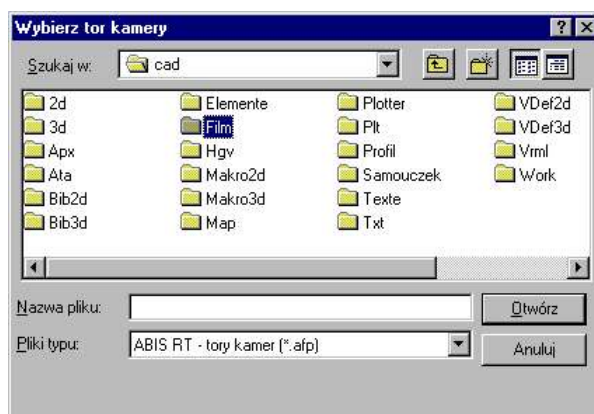 Wybierz tor kamery
Szukaj w: cad
2d Elemente Plotter VDef2d
3d Film Plt VDef3d
Apx Hgv Profil Vrml
Ata Makro2d Samouczek Work
Bib2d Makro3d Texte
Bib3d Map Txt
Nazwa pliku: Otwórz
Pliki typu: ABIS RT - tory kamer (*.afp) Anuluj